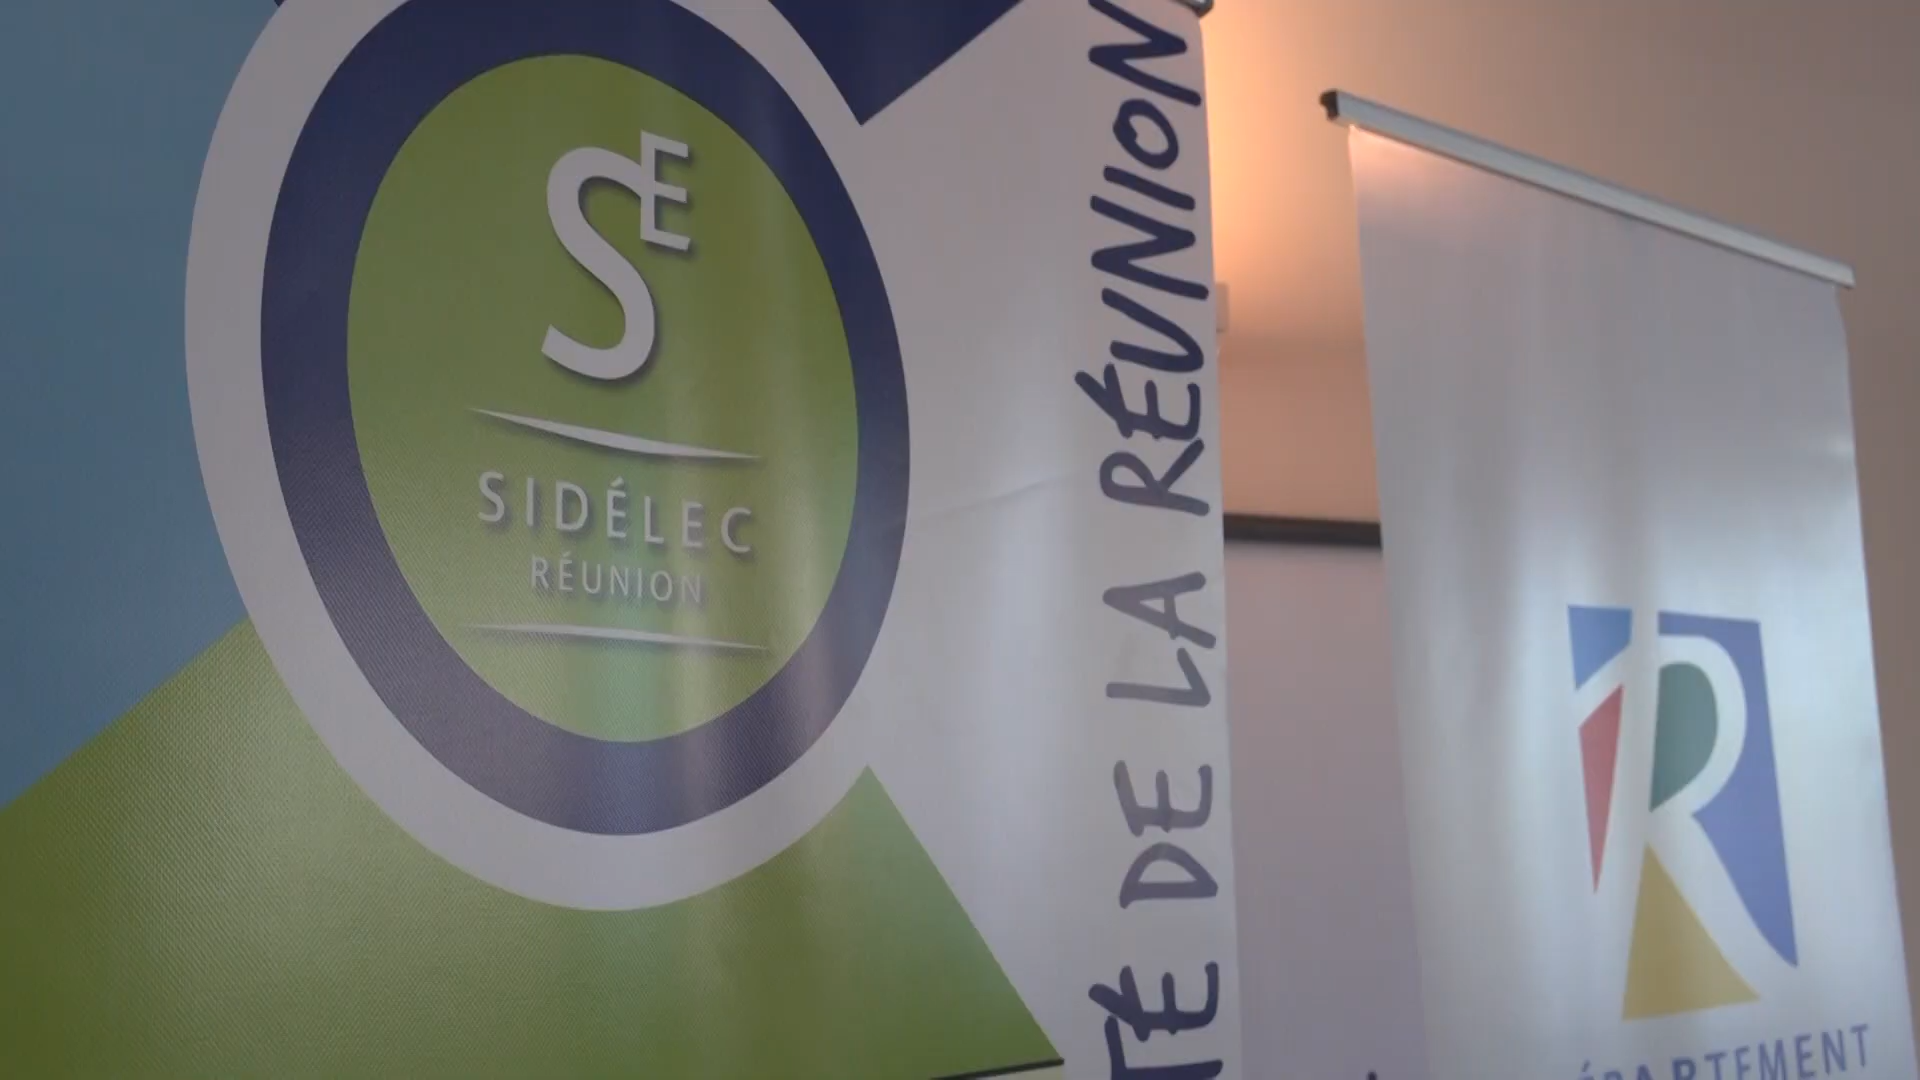 SE
SIDÉLEC
RÉUNION
TÉ DE LA RÉUNION
ÉPARTEMENT